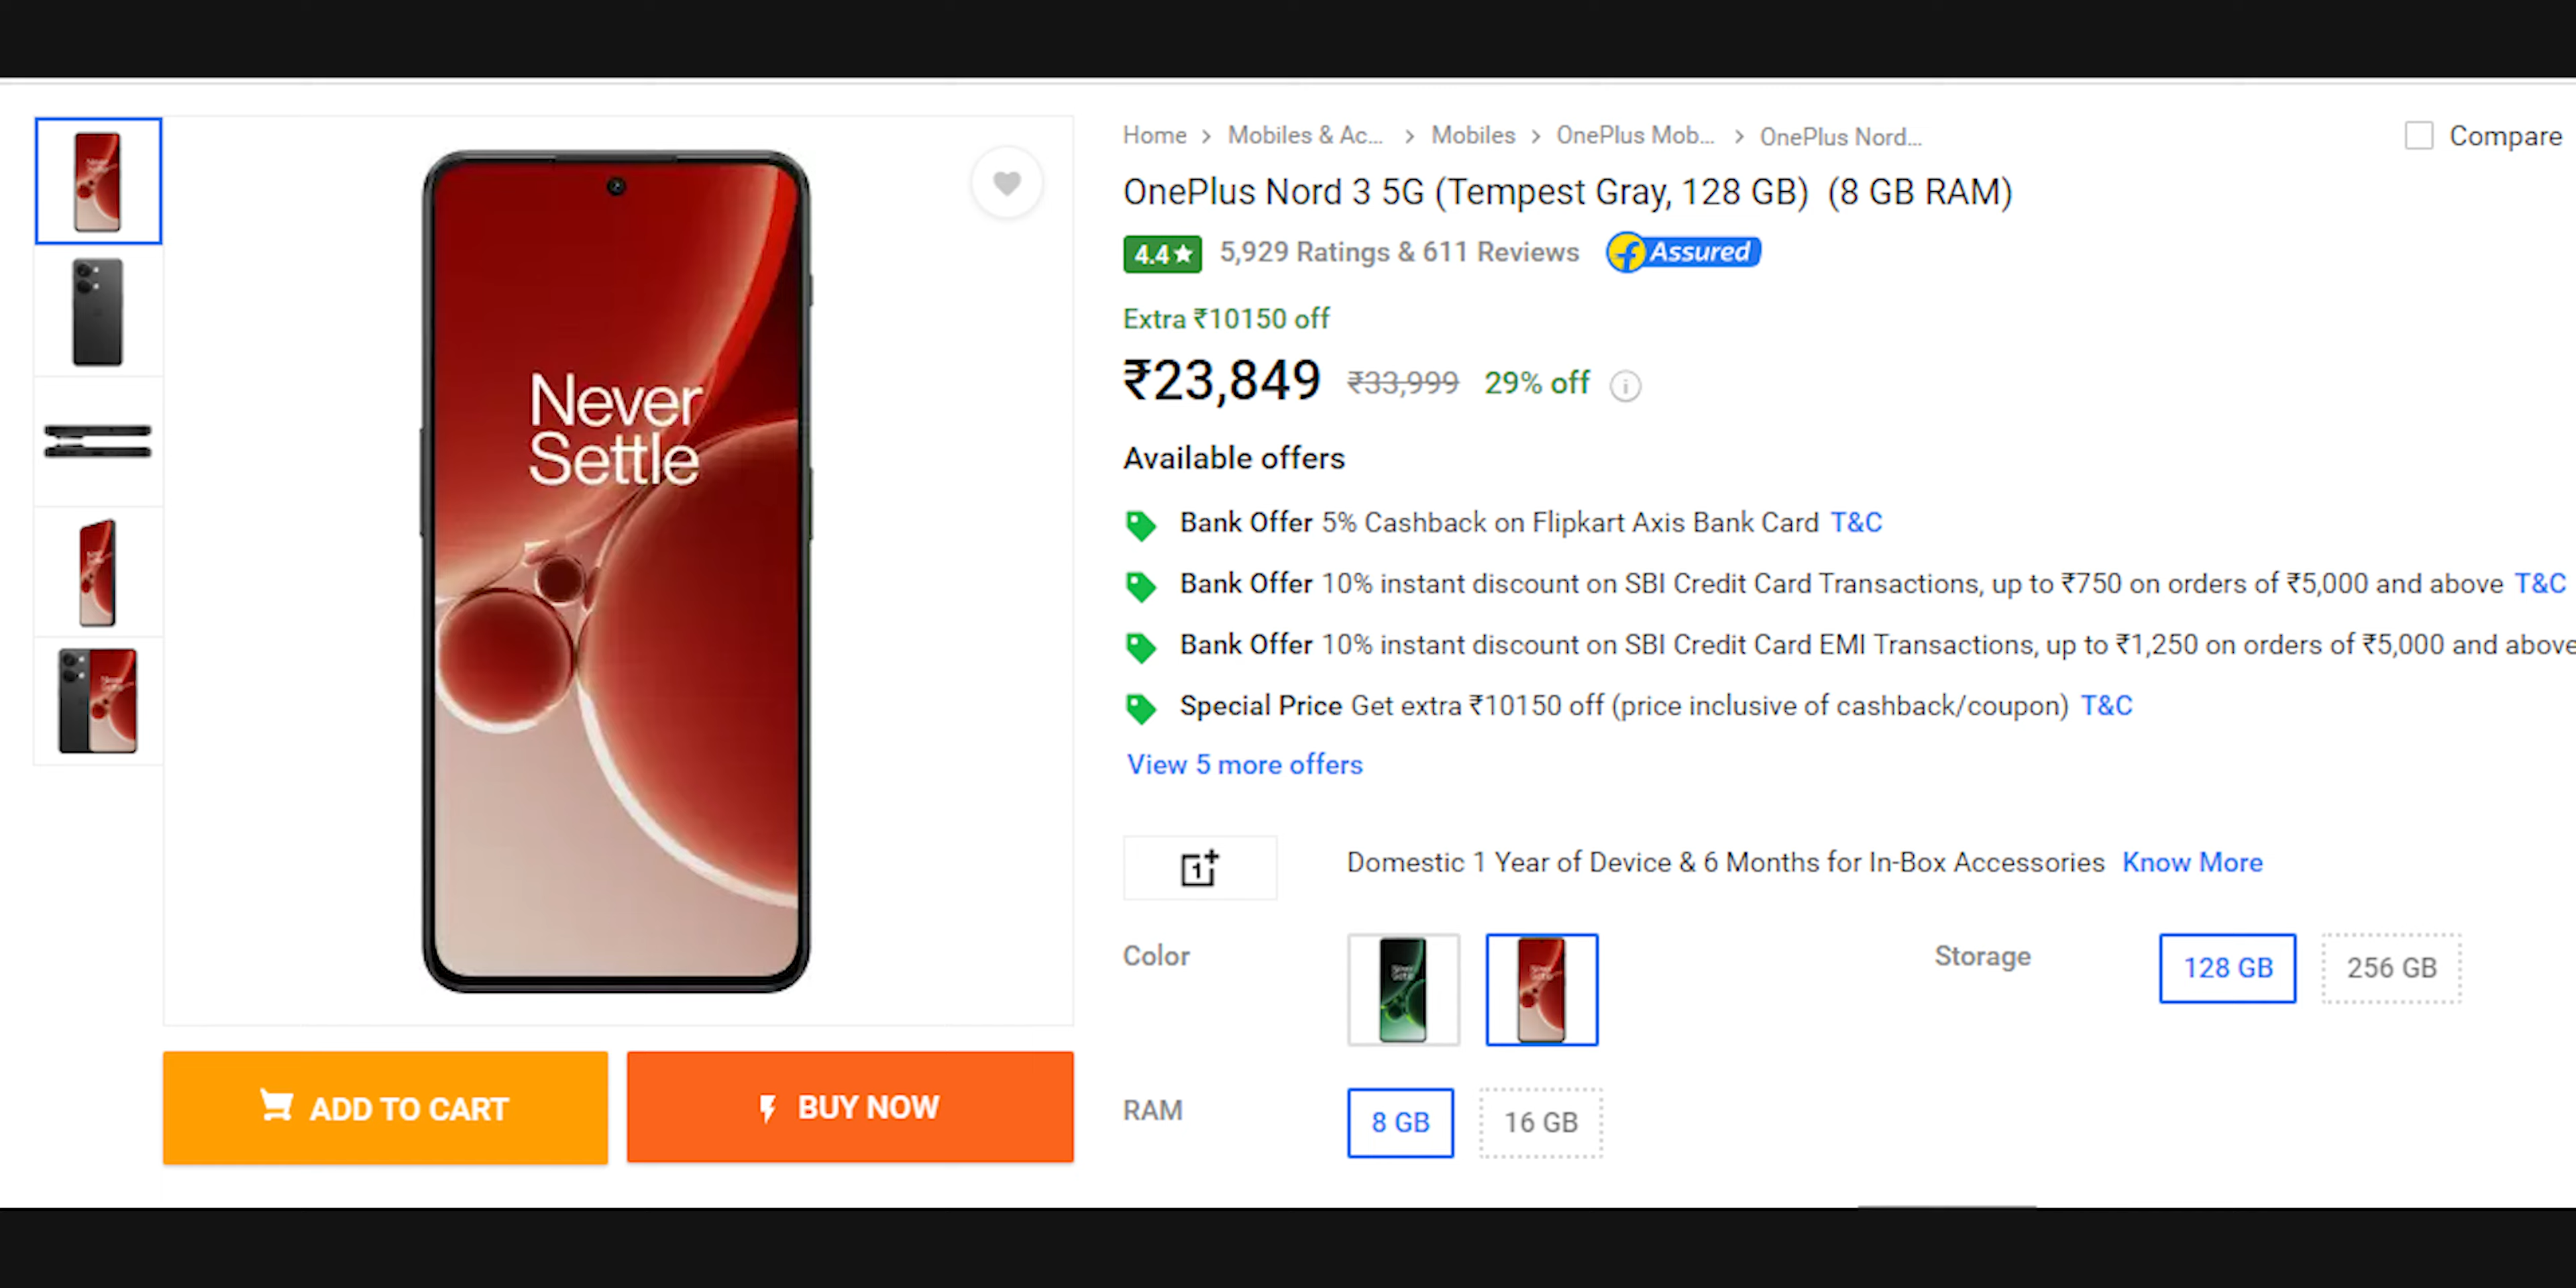 Home > Mobiles & Ac... > Mobiles > OnePlus Mob... > OnePlus Nord...
Compare
OnePlus Nord 3 5G (Tempest Gray, 128 GB) (8 GB RAM)
4.4★ 5,929 Ratings & 611 Reviews Assured
Extra ₹10150 off
₹23,849 ₹33,999 29% off
Available offers
Bank Offer 5% Cashback on Flipkart Axis Bank Card T&C
Bank Offer 10% instant discount on SBI Credit Card Transactions, up to ₹750 on orders of ₹5,000 and above T&C
Bank Offer 10% instant discount on SBI Credit Card EMI Transactions, up to ₹1,250 on orders of ₹5,000 and above
Special Price Get extra ₹10150 off (price inclusive of cashback/coupon) T&C
View 5 more offers
Domestic 1 Year of Device & 6 Months for In-Box Accessories Know More
Color
Storage
128 GB
256 GB
RAM
8 GB
16 GB
Never
Settle
ADD TO CART
BUY NOW